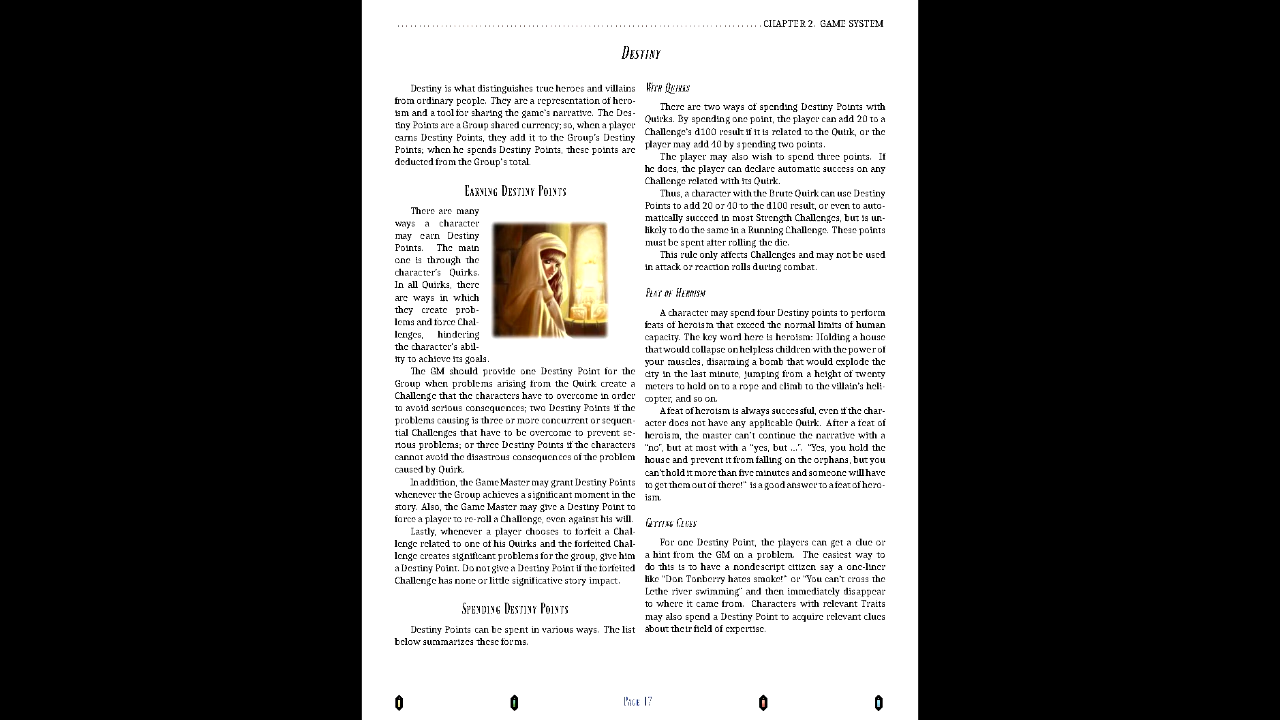 CHAPTER 2. GAME SYSTEM
Destiny
Destiny is what distinguishes true heroes and villains
from ordinary people. They are a representation of hero-
ism and a tool for sharing the game's narrative. The Des-
tiny Points are a Group shared currency; so, when a player
earns Destiny Points, they add it to the Group's Destiny
Points; when he spends Destiny Points, these points are
deducted from the Group's total.
Earning Destiny Points
There are many
ways a character
may earn Destiny
Points. The main
one is through the
character's Quirks.
In all Quirks, there
are ways in which
they create prob-
lems and force Chal-
lenges, hindering
the character's abil-
ity to achieve its goals.
The GM should provide one Destiny Point for the
Group when problems arising from the Quirk create a
Challenge that the characters have to overcome in order
to avoid serious consequences; two Destiny Points if the
problems causing is three or more concurrent or sequen-
tial Challenges that have to be overcome to prevent se-
rious problems; or three Destiny Points if the characters
cannot avoid the disastrous consequences of the problem
caused by Quirk.
In addition, the Game Master may grant Destiny Points
whenever the Group achieves a significant moment in the
story. Also, the Game Master may give a Destiny Point to
force a player to re-roll a Challenge, even against his will.
Lastly, whenever a player chooses to forfeit a Chal-
lenge related to one of his Quirks and the forfeited Chal-
lenge creates significant problems for the group, give him
a Destiny Point. Do not give a Destiny Point if the forfeited
Challenge has none or little significative story impact.
Spending Destiny Points
Destiny Points can be spent in various ways. The list
below summarizes these forms.
With Quirks
There are two ways of spending Destiny Points with
Quirks. By spending one point, the player can add 20 to a
Challenge's d100 result if it is related to the Quirk, or the
player may add 40 by spending two points.
The player may also wish to spend three points. If
he does, the player can declare automatic success on any
Challenge related with its Quirk.
Thus, a character with the Brute Quirk can use Destiny
Points to add 20 or 40 to the d100 result, or even to auto-
matically succeed in most Strength Challenges, but is un-
likely to do the same in a Running Challenge. These points
must be spent after rolling the die.
This rule only affects Challenges and may not be used
in attack or reaction rolls during combat.
Feat of Heroism
A character may spend four Destiny points to perform
feats of heroism that exceed the normal limits of human
capacity. The key word here is heroism: Holding a house
that would collapse on helpless children with the power of
your muscles, disarming a bomb that would explode the
city in the last minute, jumping from a height of twenty
meters to hold on to a rope and climb to the villain's heli-
copter, and so on.
A feat of heroism is always successful, even if the char-
acter does not have any applicable Quirk. After a feat of
heroism, the master can't continue the narrative with a
"no", but at most with a "yes, but ...". "Yes, you hold the
house and prevent it from falling on the orphans, but you
can't hold it more than five minutes and someone will have
to get them out of there!" is a good answer to a feat of hero-
ism.
Getting Clues
For one Destiny Point, the players can get a clue or
a hint from the GM on a problem. The easiest way to
do this is to have a nondescript citizen say a one-liner
like "Don Tonberry hates smoke!" or "You can't cross the
Lethe river swimming" and then immediately disappear
to where it came from. Characters with relevant Traits
may also spend a Destiny Point to acquire relevant clues
about their field of expertise.
Page 17